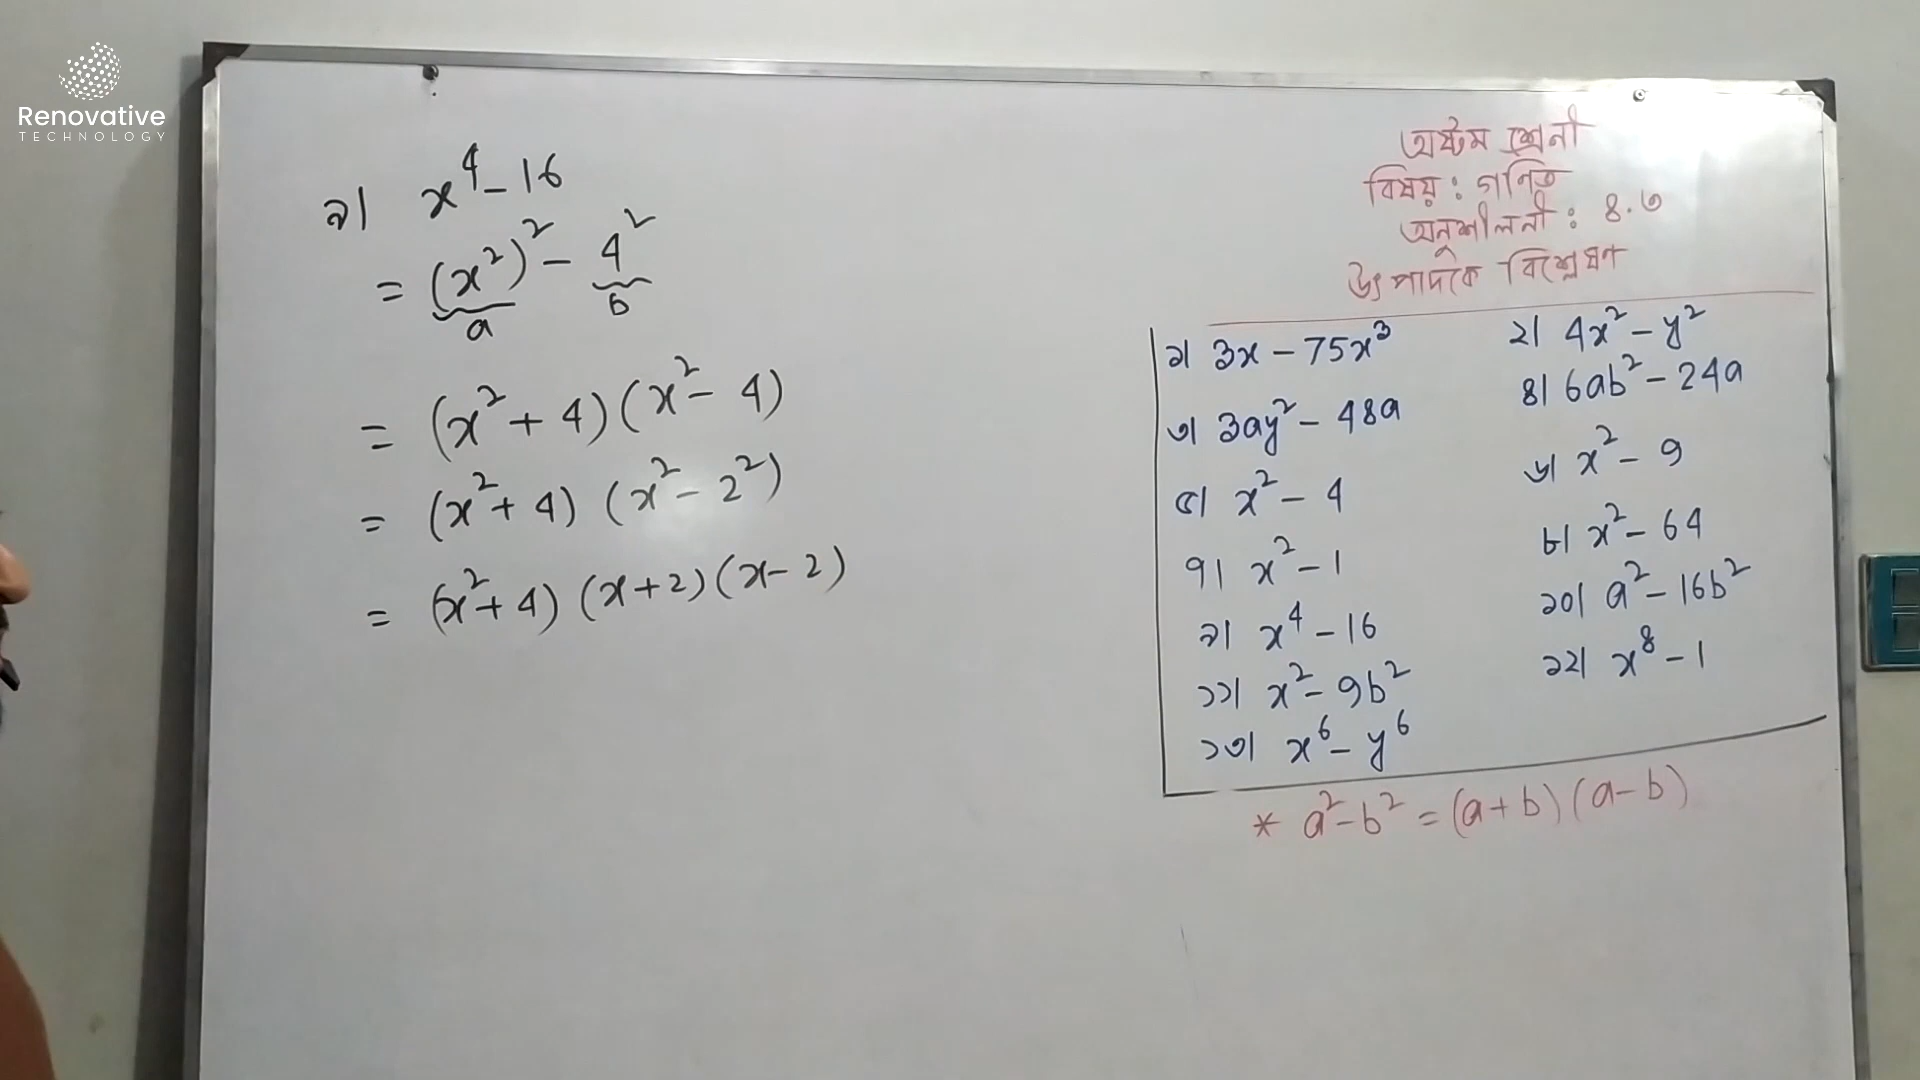 Renovative
TECHNOLOGY
৯। x⁴ - 16
= (x²)² - 4²
a b
= (x² + 4) (x² - 4)
= (x² + 4) (x² - 2²)
= (x² + 4) (x + 2) (x - 2)
অষ্টম শ্রেনী
বিষয় : গনিত
অনুশীলনী : ৪.৩
উৎপাদকে বিশ্লেষণ
১। 3x - 75x³ ২। 4x² - y²
৩। 3ay² - 48a ৪। 6ab² - 24a
৫। x² - 4 ৬। x² - 9
৭। x² - 1 ৮। x² - 64
৯। x⁴ - 16 ১০। a² - 16b²
১১। x² - 9b² ১২। x⁸ - 1
১৩। x⁶ - y⁶
* a² - b² = (a + b) (a - b)